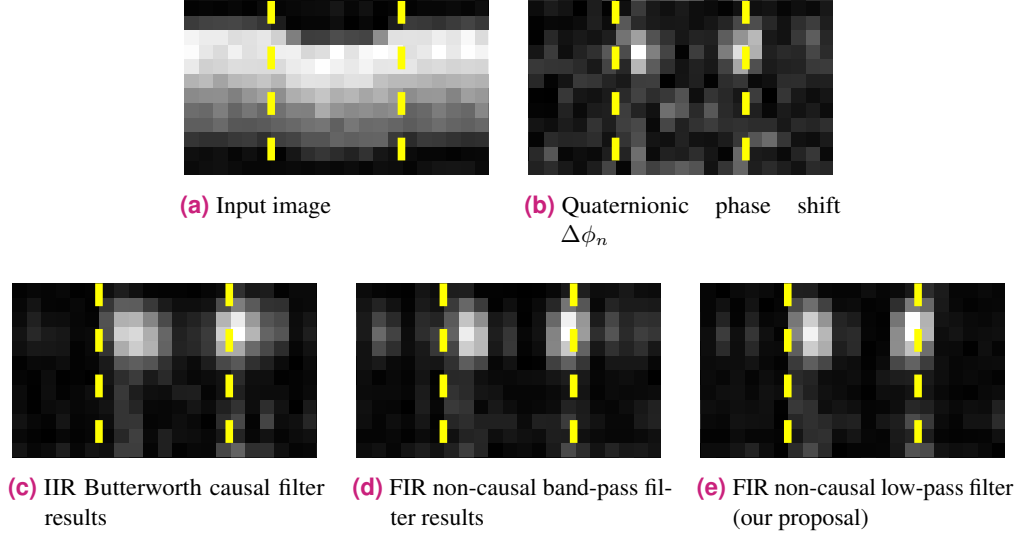 (a) Input image
(b) Quaternionic phase shift
Δϕₙ
(c) IIR Butterworth causal filter
results
(d) FIR non-causal band-pass fil-
ter results
(e) FIR non-causal low-pass filter
(our proposal)